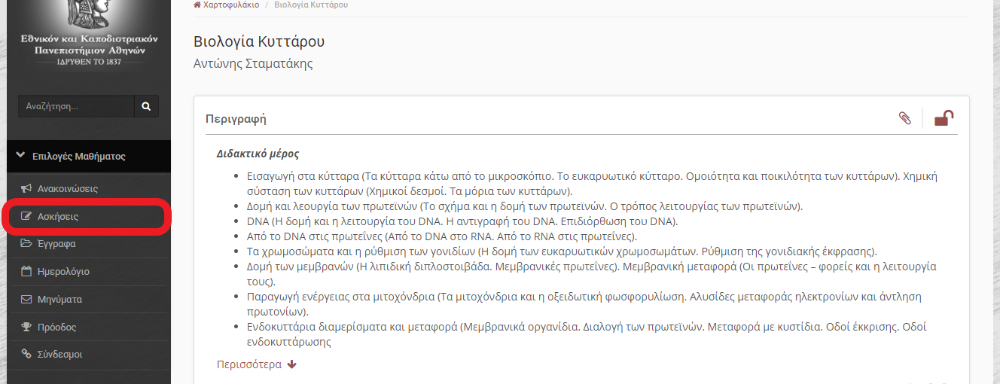 Χαρτοφυλάκιο / Βιολογία Κυττάρου
Εθνικόν και Καποδιστριακόν
Πανεπιστήμιον Αθηνών
ΙΔΡΥΘΕΝ ΤΟ 1837
Αναζήτηση...
Επιλογές Μαθήματος
Ανακοινώσεις
Ασκήσεις
Έγγραφα
Ημερολόγιο
Μηνύματα
Πρόοδος
Σύνδεσμοι
Βιολογία Κυττάρου
Αντώνης Σταματάκης
Περιγραφή
Διδακτικό μέρος
Εισαγωγή στα κύτταρα (Τα κύτταρα κάτω από το μικροσκόπιο. Το ευκαρυωτικό κύτταρο. Ομοιότητα και ποικιλότητα των κυττάρων). Χημική
σύσταση των κυττάρων (Χημικοί δεσμοί. Τα μόρια των κυττάρων).
Δομή και λεουργία των πρωτεϊνών (Το σχήμα και η δομή των πρωτεϊνών. Ο τρόπος λειτουργίας των πρωτεϊνών).
DNA (Η δομή και η λειτουργία του DNA. Η αντιγραφή του DNA. Επιδιόρθωση του DNA).
Από το DNA στις πρωτεΐνες (Από το DNA στο RNA. Από το RNA στις πρωτεΐνες).
Τα χρωμοσώματα και η ρύθμιση των γονιδίων (Η δομή των ευκαρυωτικών χρωμοσωμάτων. Ρύθμιση της γονιδιακής έκφρασης).
Δομή των μεμβρανών (Η λιπιδική διπλοστοιβάδα. Μεμβρανικές πρωτεΐνες). Μεμβρανική μεταφορά (Οι πρωτεΐνες – φορείς και η λειτουργία
τους).
Παραγωγή ενέργειας στα μιτοχόνδρια (Τα μιτοχόνδρια και η οξειδωτική φωσφορυλίωση. Αλυσίδες μεταφοράς ηλεκτρονίων και άντληση
πρωτονίων).
Ενδοκυττάρια διαμερίσματα και μεταφορά (Μεμβρανικά οργανίδια. Διαλογή των πρωτεϊνών. Μεταφορά με κυστίδια. Οδοί έκκρισης. Οδοί
ενδοκυττάρωσης
Περισσότερα